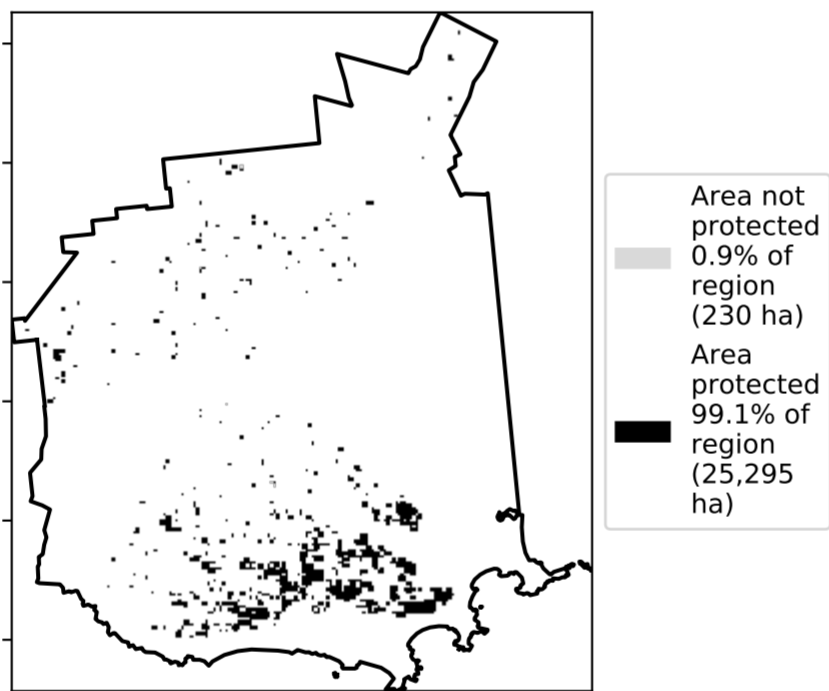 Area not
protected
0.9% of
region
(230 ha)
Area
protected
99.1% of
region
(25,295
ha)